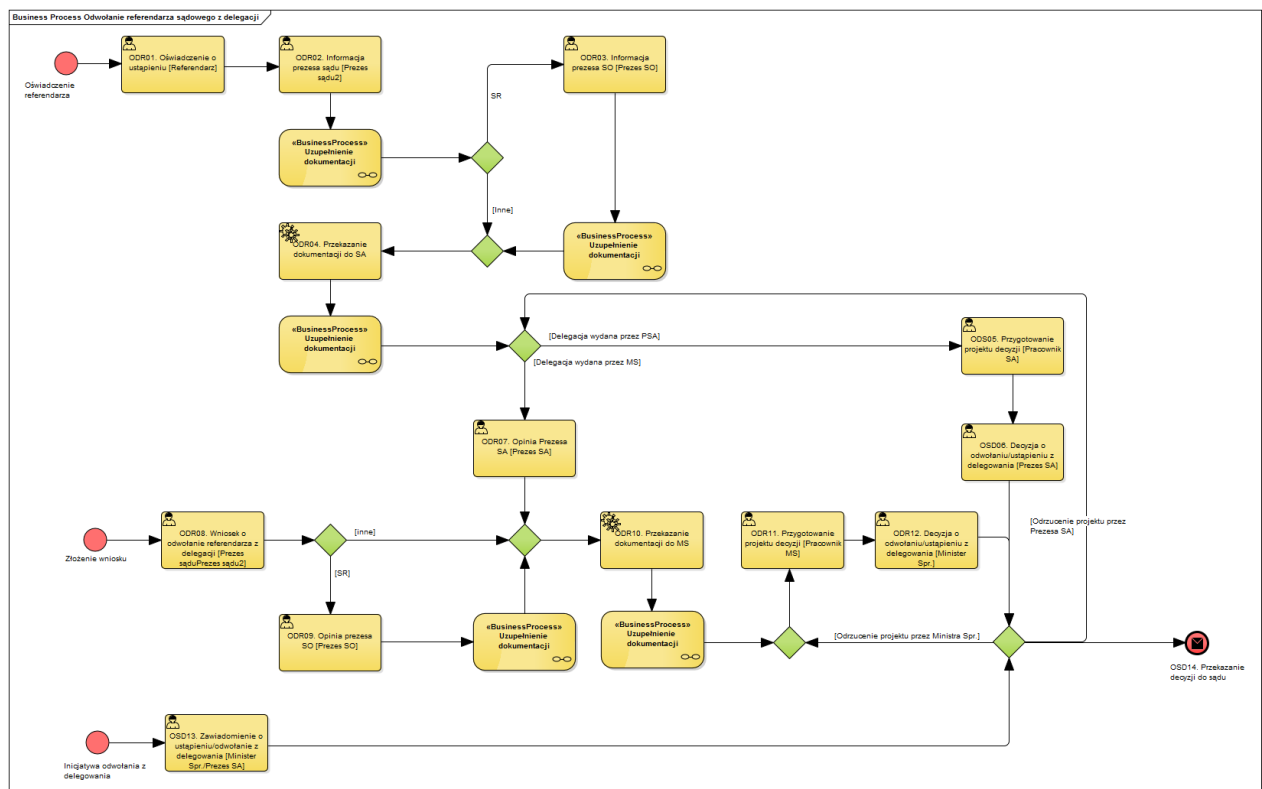 Business Process Odwołanie referendarza sądowego z delegacji
Oświadczenie
referendarza
ODR01. Oświadczenie o
ustąpieniu [Referendarz]
ODR02. Informacja
prezesa sądu [Prezes
sądu2]
SR
ODR03. Informacja
prezesa SO [Prezes SO]
«BusinessProcess»
Uzupełnienie
dokumentacji
[Inne]
ODR04. Przekazanie
dokumentacji do SA
«BusinessProcess»
Uzupełnienie
dokumentacji
«BusinessProcess»
Uzupełnienie
dokumentacji
[Delegacja wydana przez PSA]
[Delegacja wydana przez MS]
ODS05. Przygotowanie
projektu decyzji [Pracownik
SA]
ODR07. Opinia Prezesa
SA [Prezes SA]
OSD06. Decyzja o
odwołaniu/ustąpieniu z
delegowania [Prezes SA]
[Odrzucenie projektu przez
Prezesa SA]
Złożenie wniosku
ODR08. Wniosek o
odwołanie referendarza z
delegacji [Prezes
sąduPrezes sądu2]
[inne]
[SR]
ODR10. Przekazanie
dokumentacji do MS
ODR11. Przygotowanie
projektu decyzji [Pracownik
MS]
ODR12. Decyzja o
odwołaniu/ustąpieniu z
delegowania [Minister
Spr.]
ODR09. Opinia prezesa
SO [Prezes SO]
«BusinessProcess»
Uzupełnienie
dokumentacji
«BusinessProcess»
Uzupełnienie
dokumentacji
[Odrzucenie projektu przez Ministra Spr.]
OSD14. Przekazanie
decyzji do sądu
Inicjatywa odwołania z
delegowania
OSD13. Zawiadomienie o
ustąpieniu/odwołanie z
delegowania [Minister
Spr./Prezes SA]